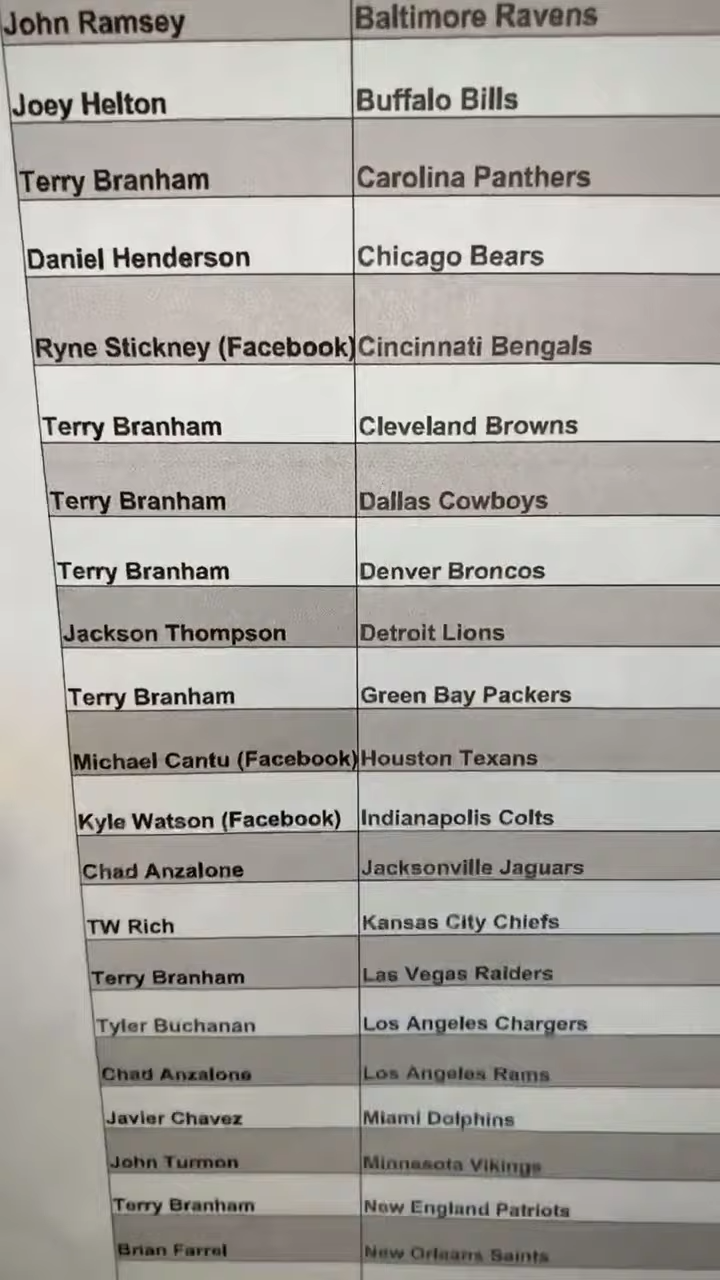 John Ramsey Baltimore Ravens
Joey Helton Buffalo Bills
Terry Branham Carolina Panthers
Daniel Henderson Chicago Bears
Ryne Stickney (Facebook) Cincinnati Bengals
Terry Branham Cleveland Browns
Terry Branham Dallas Cowboys
Terry Branham Denver Broncos
Jackson Thompson Detroit Lions
Terry Branham Green Bay Packers
Michael Cantu (Facebook) Houston Texans
Kyle Watson (Facebook) Indianapolis Colts
Chad Anzalone Jacksonville Jaguars
TW Rich Kansas City Chiefs
Terry Branham Las Vegas Raiders
Tyler Buchanan Los Angeles Chargers
Chad Anzalone Los Angeles Rams
Javier Chavez Miami Dolphins
John Turmon Minnesota Vikings
Terry Branham New England Patriots
Brian Farrel New Orleans Saints